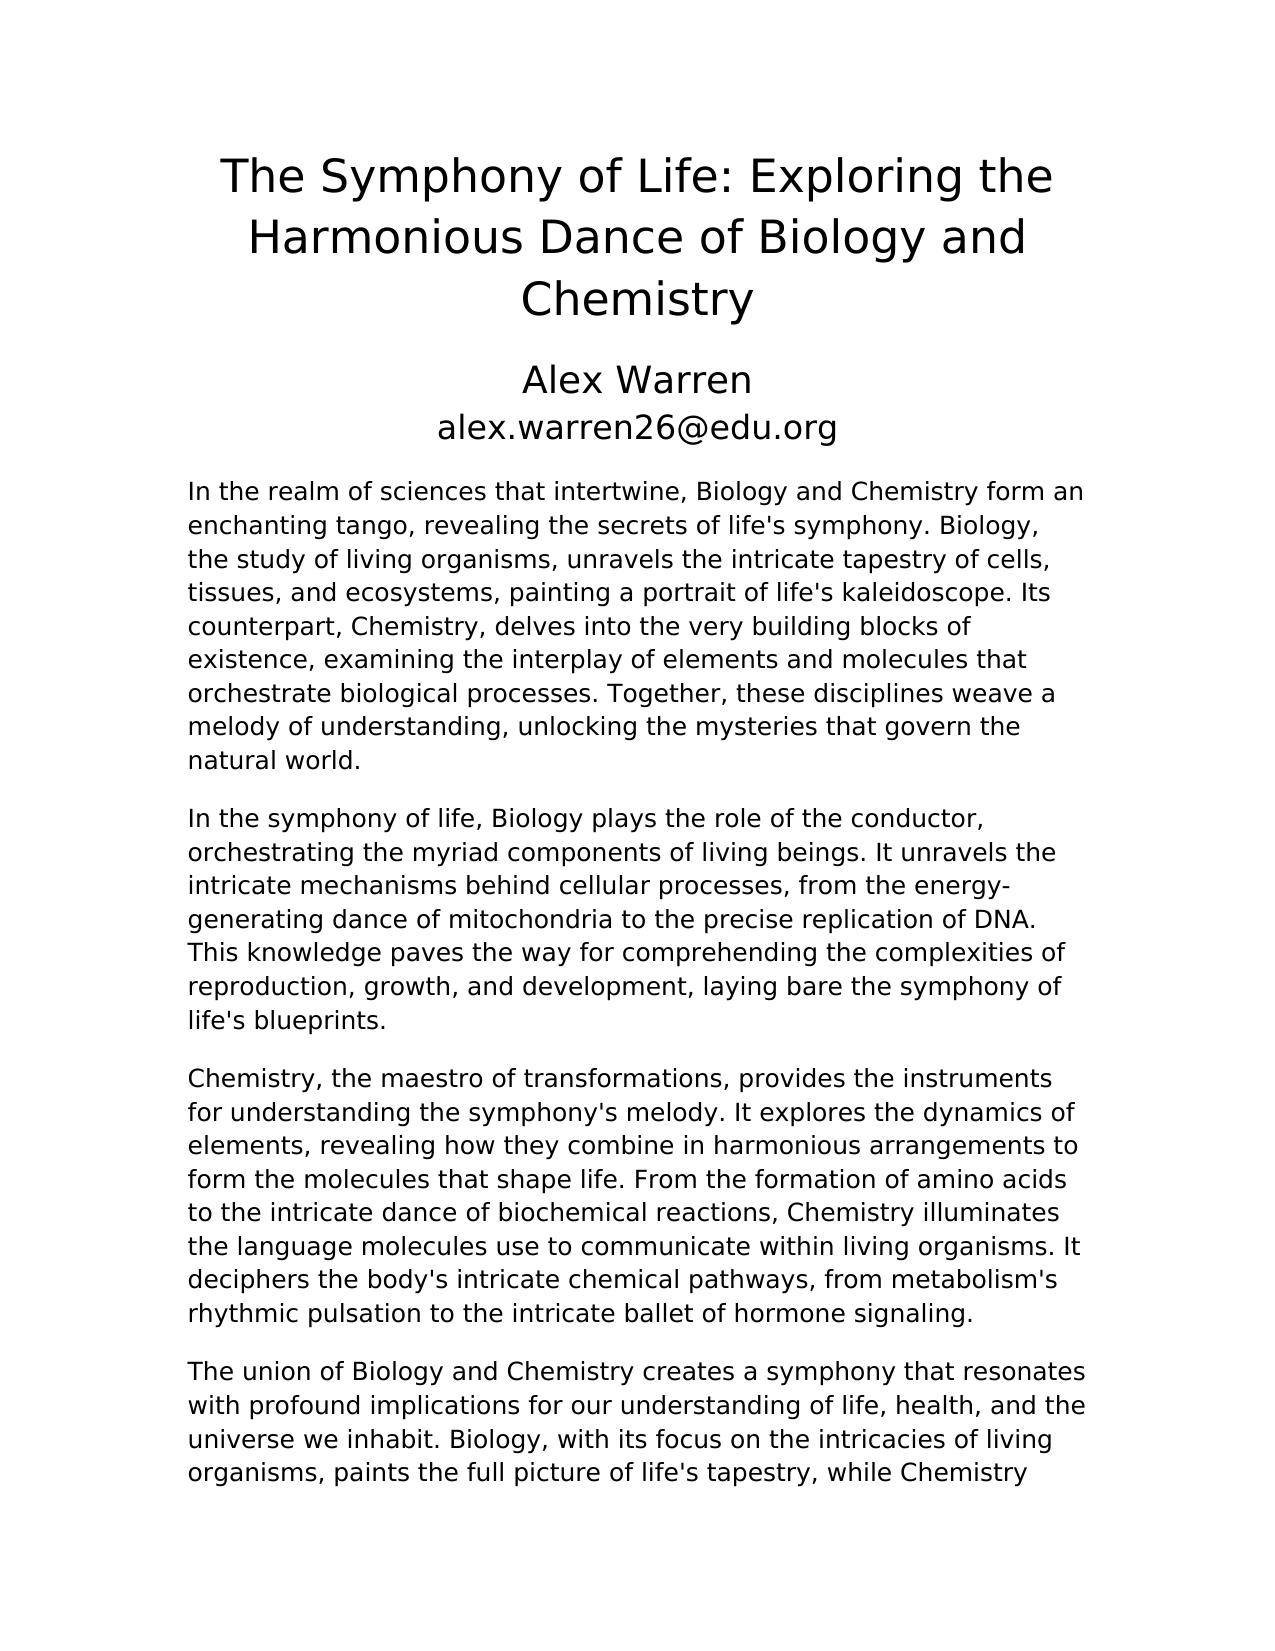 The Symphony of Life: Exploring the
Harmonious Dance of Biology and
Chemistry
Alex Warren
alex.warren26@edu.org
In the realm of sciences that intertwine, Biology and Chemistry form an
enchanting tango, revealing the secrets of life's symphony. Biology,
the study of living organisms, unravels the intricate tapestry of cells,
tissues, and ecosystems, painting a portrait of life's kaleidoscope. Its
counterpart, Chemistry, delves into the very building blocks of
existence, examining the interplay of elements and molecules that
orchestrate biological processes. Together, these disciplines weave a
melody of understanding, unlocking the mysteries that govern the
natural world.
In the symphony of life, Biology plays the role of the conductor,
orchestrating the myriad components of living beings. It unravels the
intricate mechanisms behind cellular processes, from the energy-
generating dance of mitochondria to the precise replication of DNA.
This knowledge paves the way for comprehending the complexities of
reproduction, growth, and development, laying bare the symphony of
life's blueprints.
Chemistry, the maestro of transformations, provides the instruments
for understanding the symphony's melody. It explores the dynamics of
elements, revealing how they combine in harmonious arrangements to
form the molecules that shape life. From the formation of amino acids
to the intricate dance of biochemical reactions, Chemistry illuminates
the language molecules use to communicate within living organisms. It
deciphers the body's intricate chemical pathways, from metabolism's
rhythmic pulsation to the intricate ballet of hormone signaling.
The union of Biology and Chemistry creates a symphony that resonates
with profound implications for our understanding of life, health, and the
universe we inhabit. Biology, with its focus on the intricacies of living
organisms, paints the full picture of life's tapestry, while Chemistry